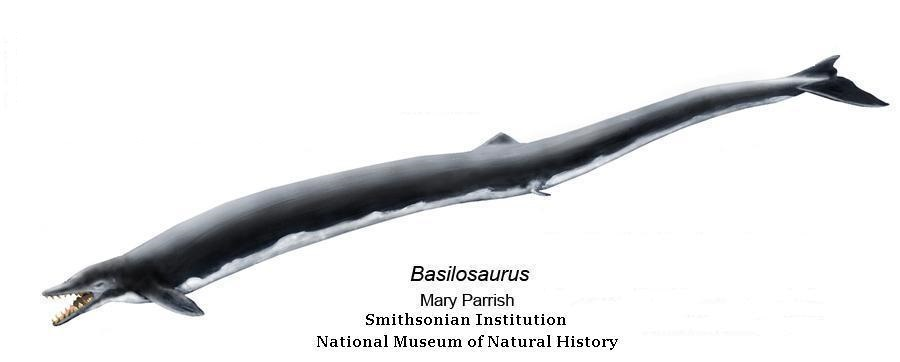 Basilosaurus
Mary Parrish
Smithsonian Institution
National Museum of Natural History